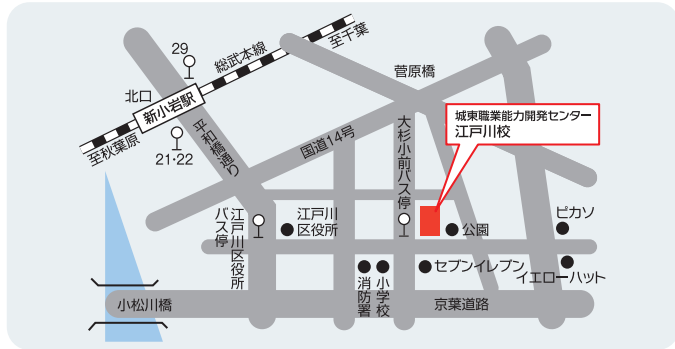 29
総武本線
至千葉
北口
新小岩駅
至秋葉原
21・22
平和橋通り
国道14号
菅原橋
大杉小前バス停
城東職業能力開発センター
江戸川校
江戸川区役所
バス停
江戸川
区役所
公園
ピカソ
消防署
小学校
セブンイレブン
イエローハット
小松川橋
京葉道路